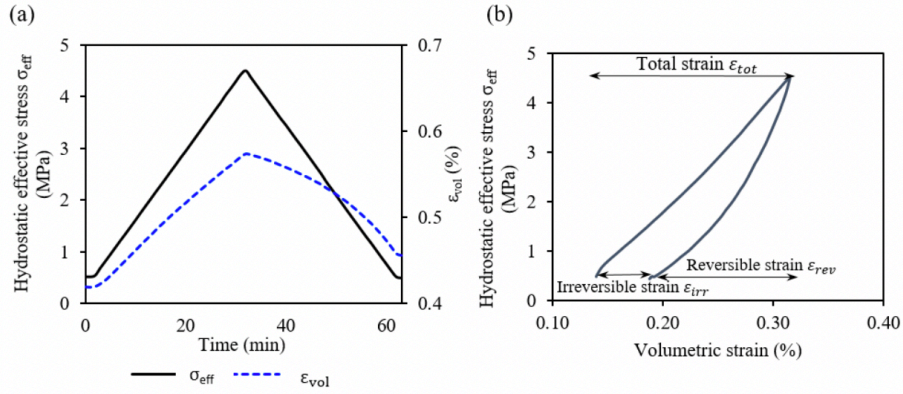 (a)
Hydrostatic effective stress σeff
(MPa)
5
4
3
2
1
0
0.7
0.6
0.5
0.4
εvol (%)
0 20 40 60
Time (min)
σeff εvol
(b)
Hydrostatic effective stress σeff
(MPa)
5
4
3
2
1
0
Total strain εtot
Reversible strain εrev
Irreversible strain εirr
0.10 0.20 0.30 0.40
Volumetric strain (%)